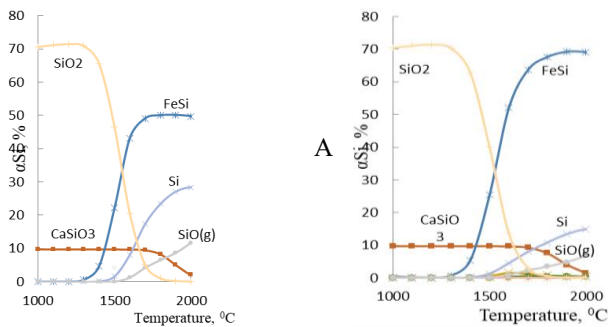 80
70
60
50
40
30
20
10
0
αSi, %
SiO2
FeSi
Si
CaSiO3
SiO(g)
1000 1500 2000
Temperature, ⁰C
A
80
70
60
50
40
30
20
10
0
αSi, %
SiO2
FeSi
CaSiO
3
Si
SiO(g)
1000 1500 2000
Temperature, ⁰C